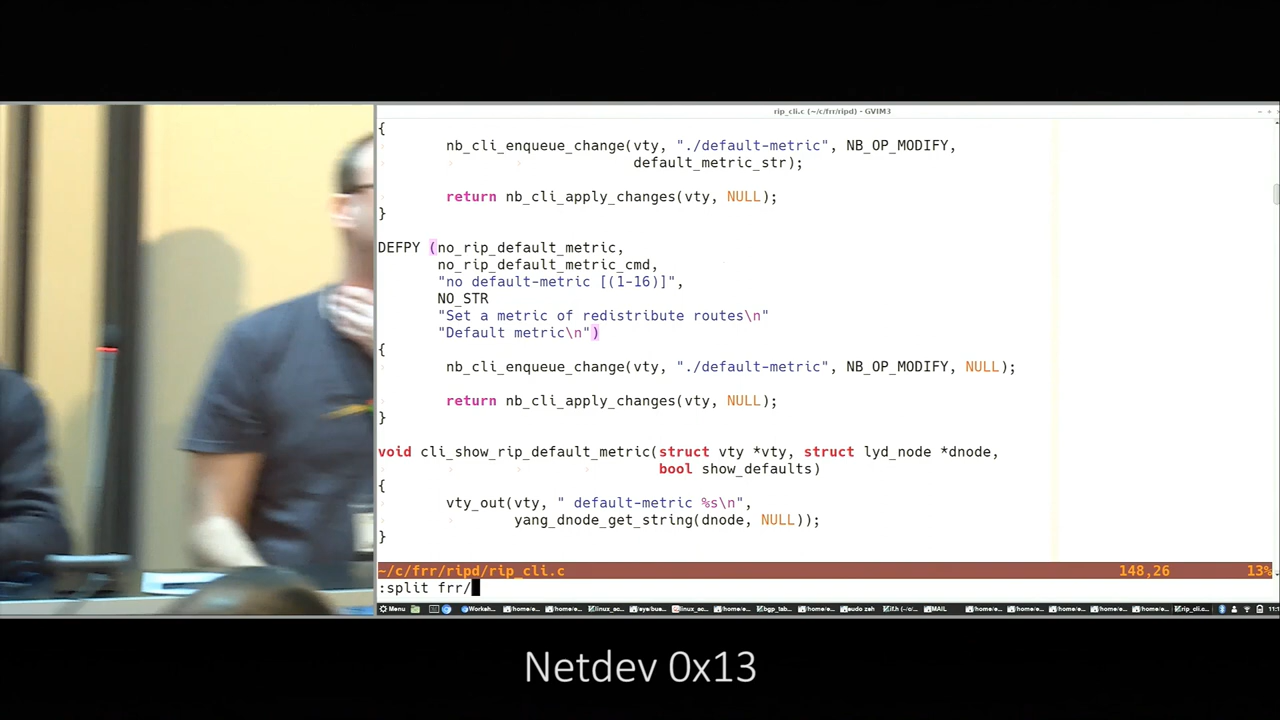 rip_cli.c (~/c/frr/ripd) - GVIM3
{
nb_cli_enqueue_change(vty, "./default-metric", NB_OP_MODIFY,
default_metric_str);
return nb_cli_apply_changes(vty, NULL);
}
DEFPY (no_rip_default_metric,
no_rip_default_metric_cmd,
"no default-metric [(1-16)]",
NO_STR
"Set a metric of redistribute routes\n"
"Default metric\n")
{
nb_cli_enqueue_change(vty, "./default-metric", NB_OP_MODIFY, NULL);
return nb_cli_apply_changes(vty, NULL);
}
void cli_show_rip_default_metric(struct vty *vty, struct lyd_node *dnode,
bool show_defaults)
{
vty_out(vty, " default-metric %s\n",
yang_dnode_get_string(dnode, NULL));
}
~/c/frr/ripd/rip_cli.c 148,26 13%
:split frr/
Menu MAIL
Netdev 0x13